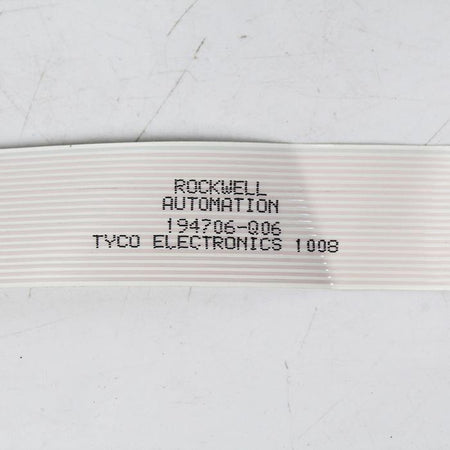 ROCKWELL
AUTOMATION
194706-Q06
TYCO ELECTRONICS 1008